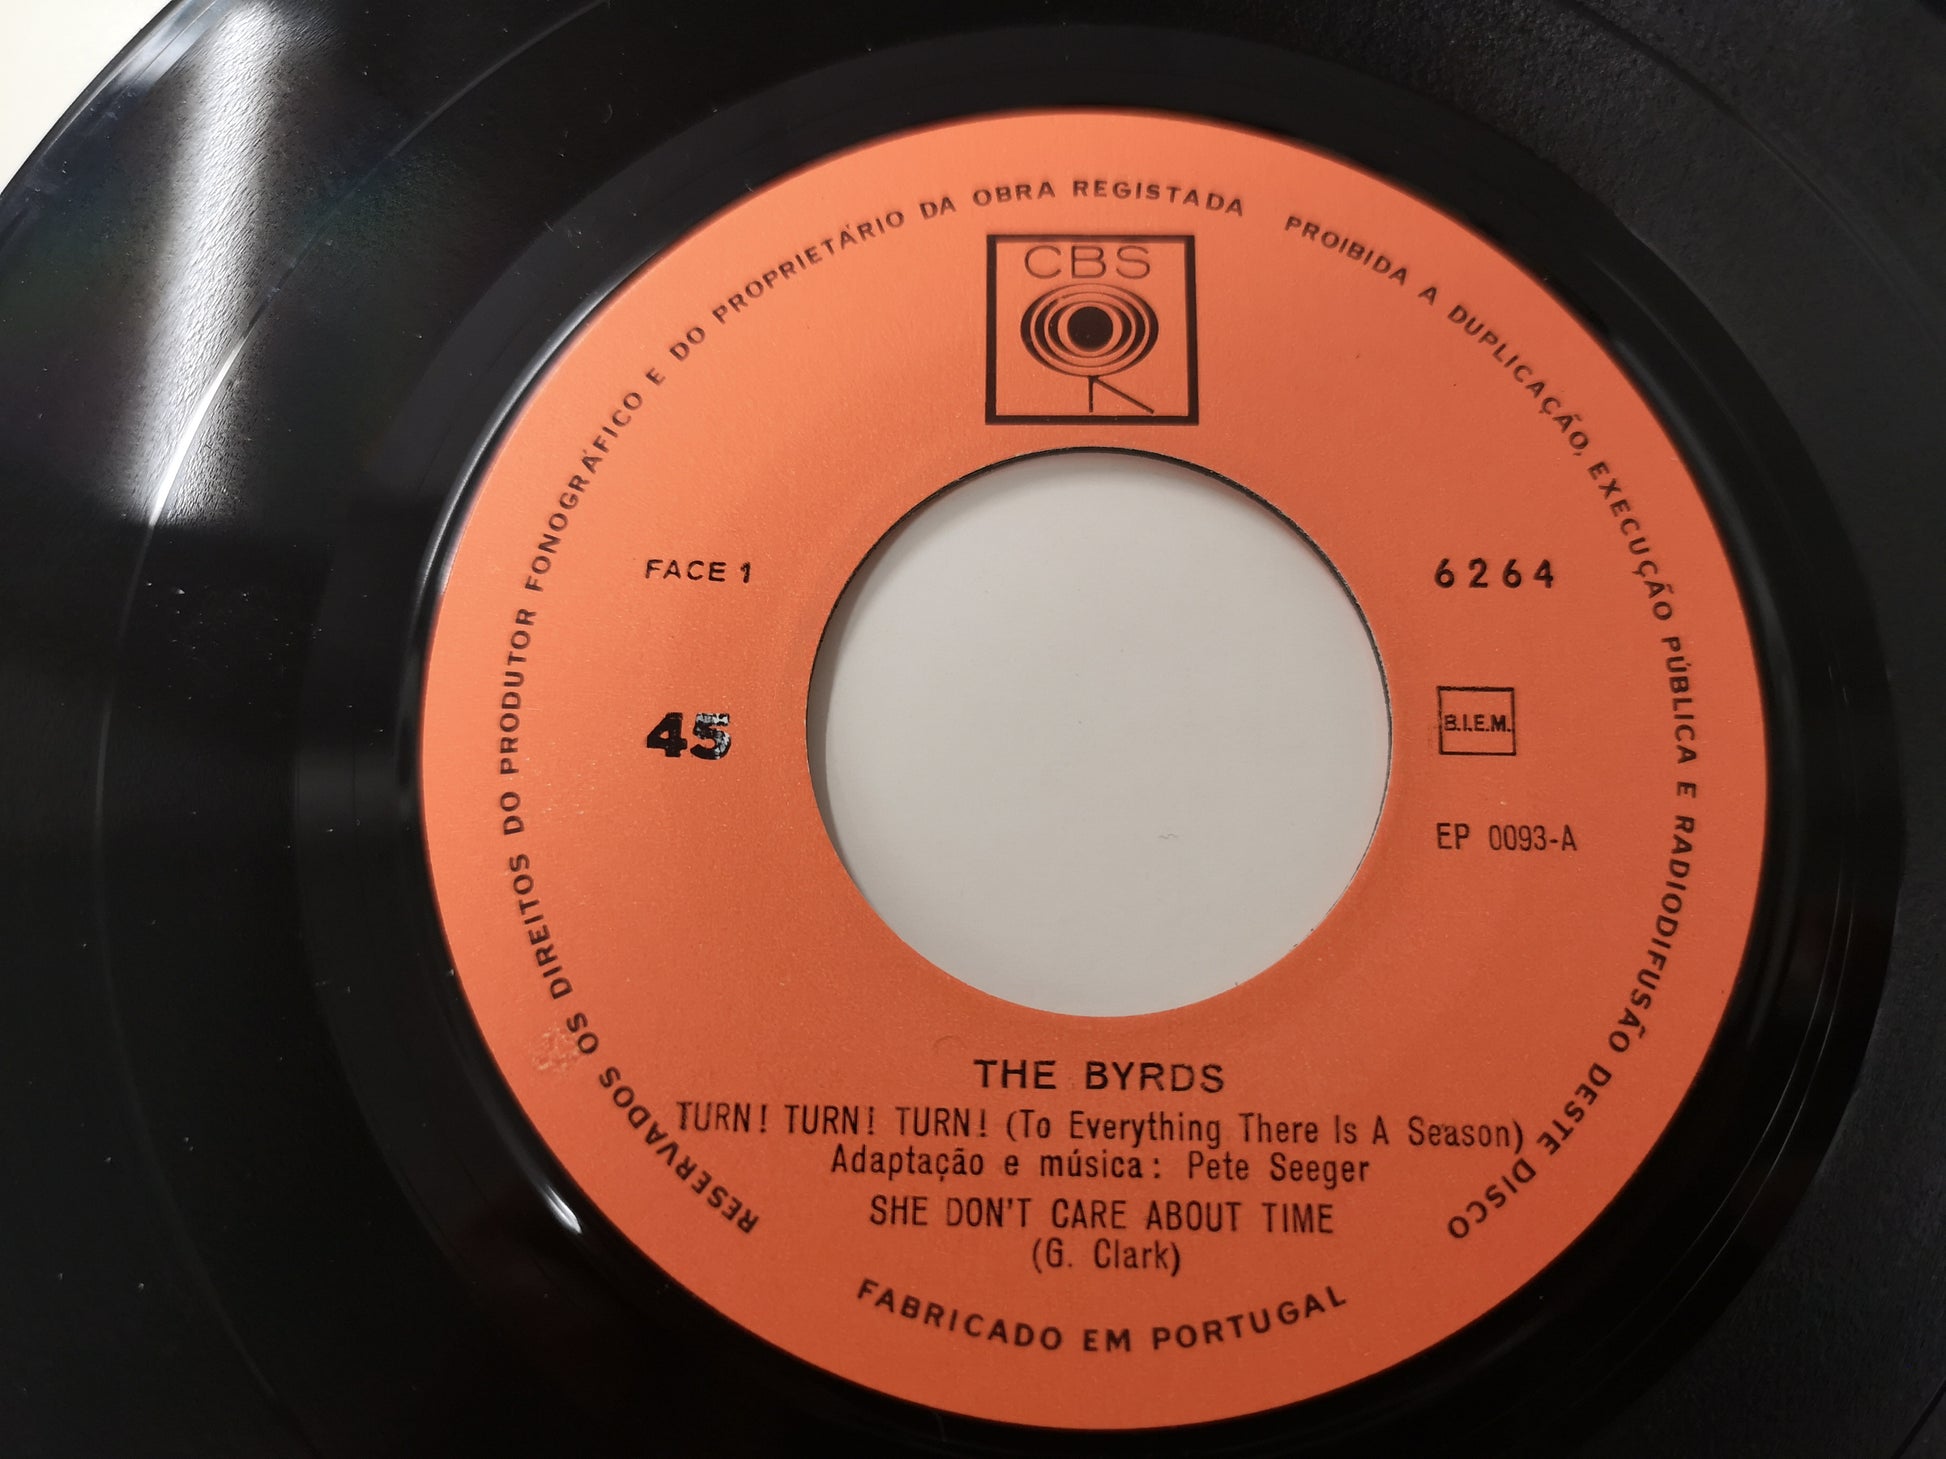 RESERVADOS OS DIREITOS DO PRODUTOR FONOGRÁFICO E DO PROPRIETÁRIO DA OBRA REGISTADA PROIBIDA A DUPLICAÇÃO, EXECUÇÃO PÚBLICA E RADIODIFUSÃO DESTE DISCO
CBS
FACE 1
6264
45
B.I.E.M.
EP 0093-A
THE BYRDS
TURN! TURN! TURN! (To Everything There Is A Season)
Adaptação e música: Pete Seeger
SHE DON'T CARE ABOUT TIME
(G. Clark)
FABRICADO EM PORTUGAL